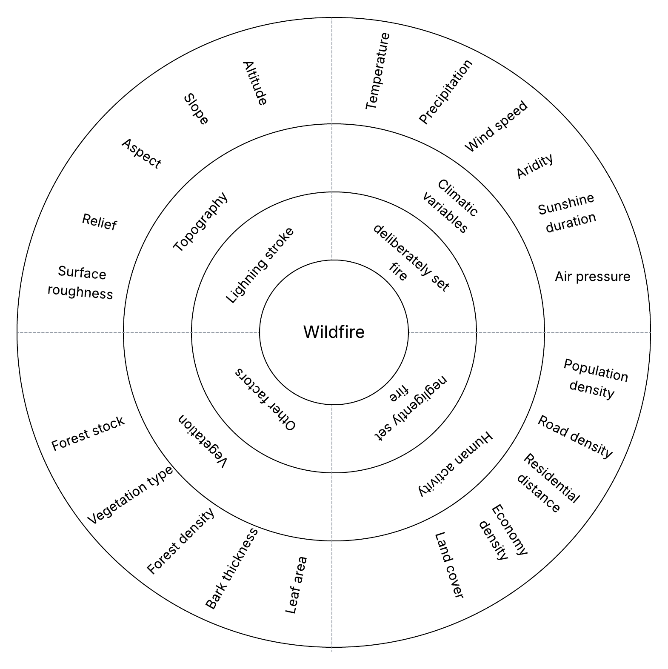 Temperature
Precipitation
Wind speed
Aridity
Sunshine
duration
Air pressure
Altitude
Slope
Aspect
Relief
Surface
roughness
Topography
Climatic
variables
Lighning stroke
deliberately set
fire
Wildfire
Other factors
negligently set
fire
Vegetation
Human activity
Population
density
Road density
Residential
distance
Economy
density
Land cover
Forest stock
Vegetation type
Forest density
Bark thickness
Leaf area